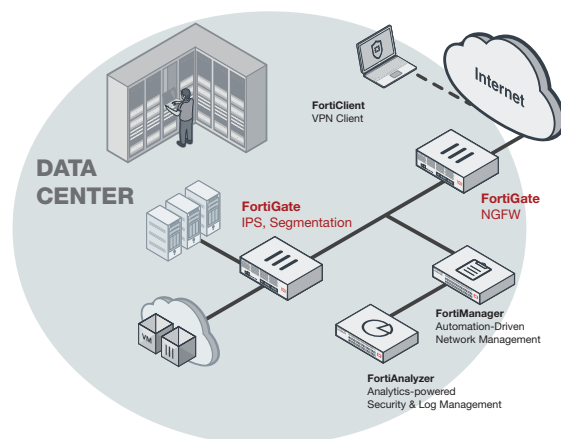 Internet
FortiClient
VPN Client
DATA
CENTER
FortiGate
NGFW
FortiGate
IPS, Segmentation
FortiManager
Automation-Driven
Network Management
VM
FortiAnalyzer
Analytics-powered
Security & Log Management